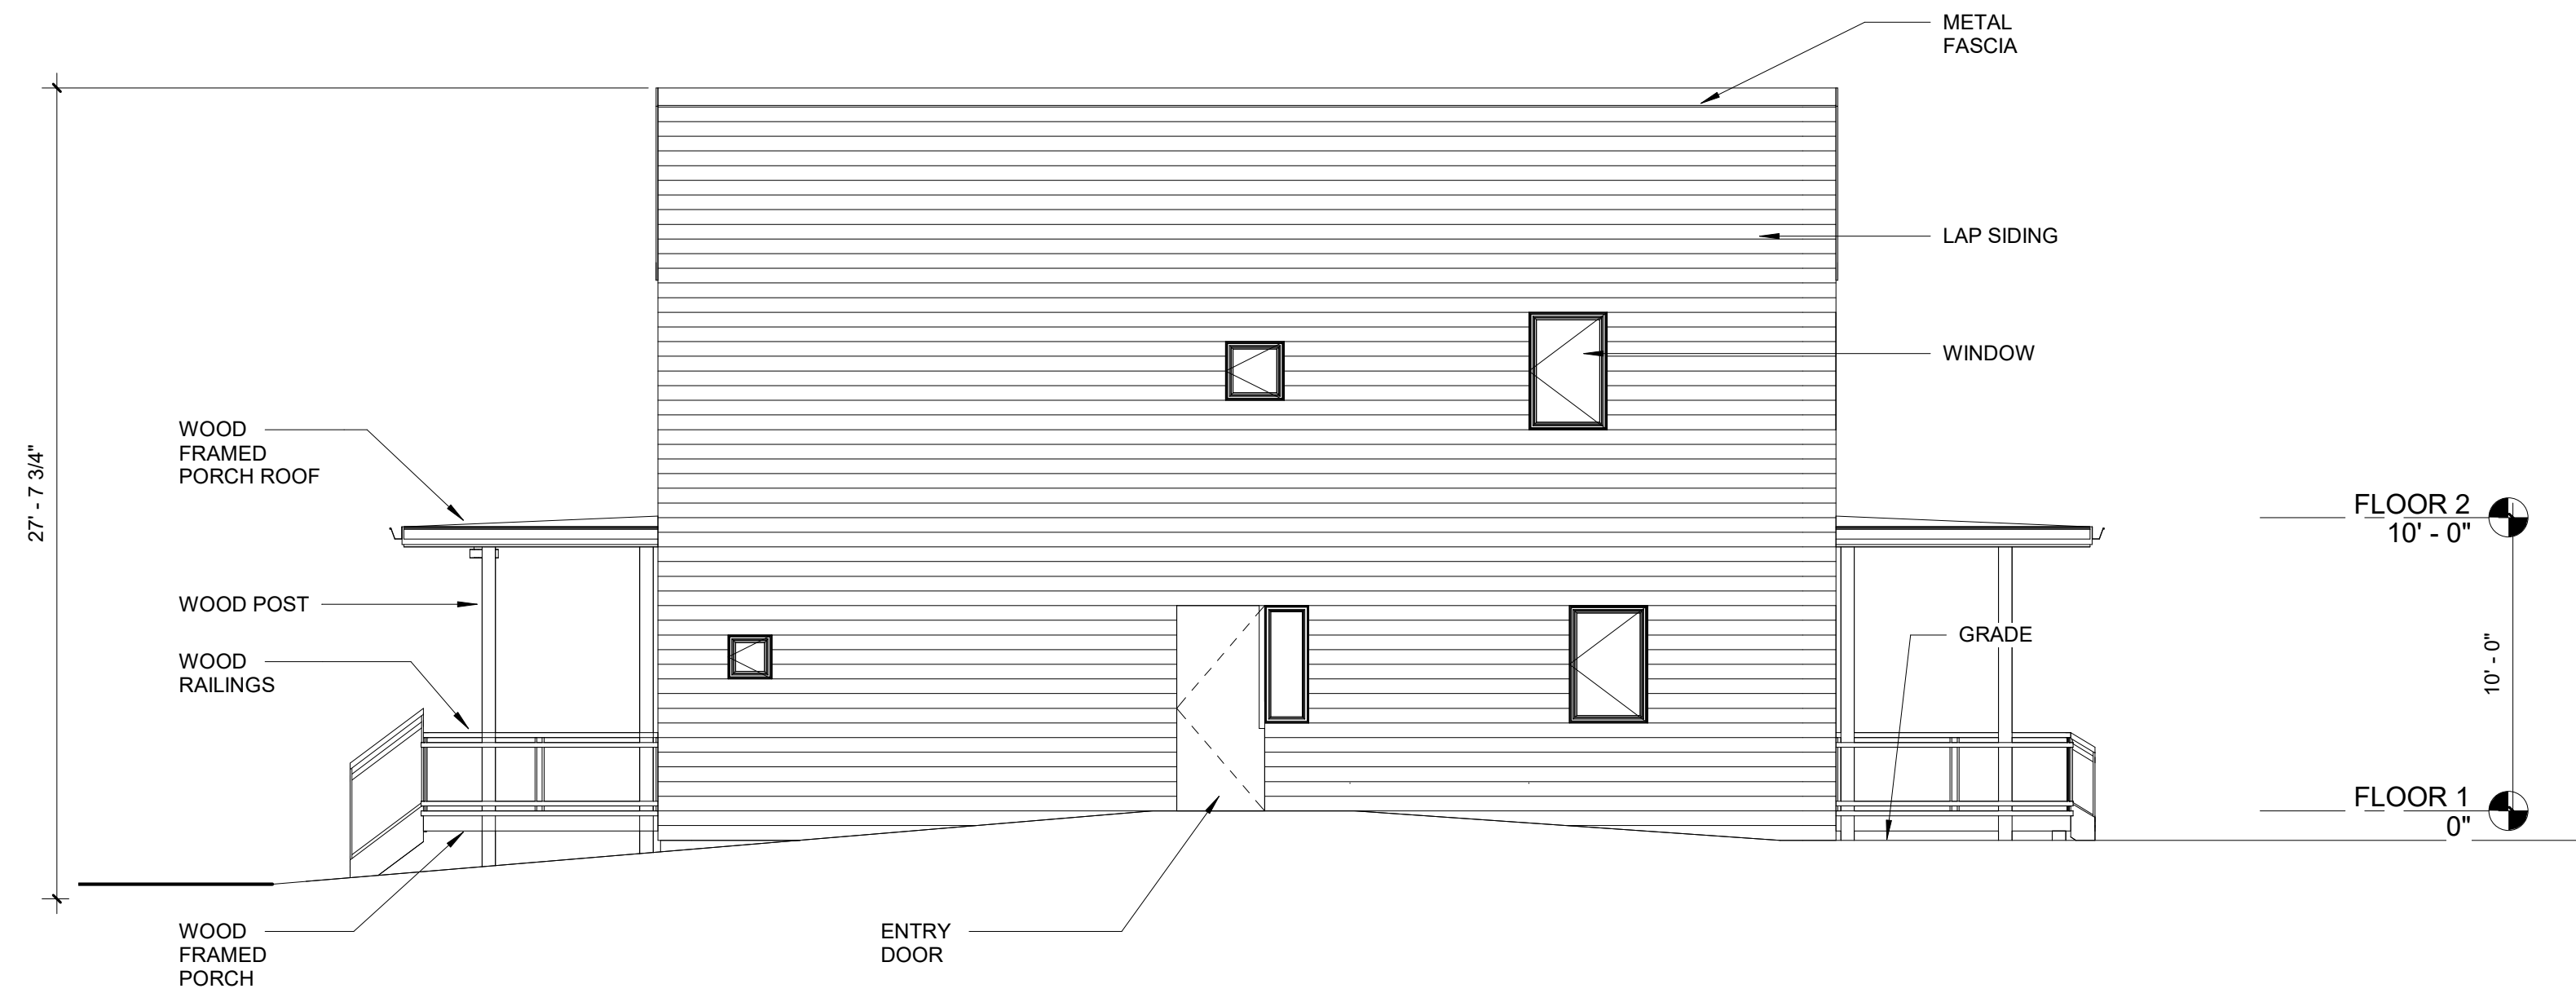 METAL
FASCIA
LAP SIDING
WINDOW
WOOD
FRAMED
PORCH ROOF
27' - 7 3/4"
FLOOR 2
10' - 0"
WOOD POST
WOOD
RAILINGS
GRADE
10' - 0"
FLOOR 1
0"
WOOD
FRAMED
PORCH
ENTRY
DOOR